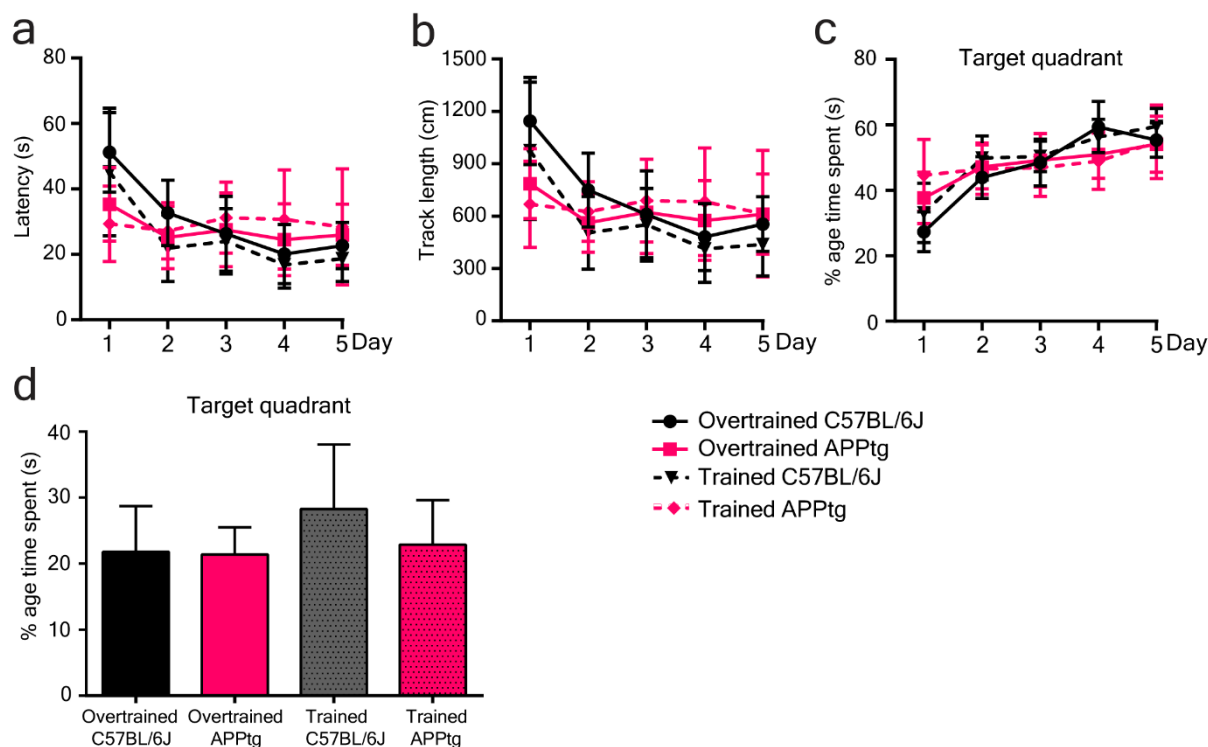 a
Latency (s)
80
60
40
20
0
1 2 3 4 5 Day
b
Track length (cm)
1500
1200
900
600
300
0
1 2 3 4 5 Day
c
Target quadrant
% age time spent (s)
80
60
40
20
0
1 2 3 4 5 Day
d
Target quadrant
% age time spent (s)
40
30
20
10
0
Overtrained
C57BL/6J
Overtrained
APPtg
Trained
C57BL/6J
Trained
APPtg
Overtrained C57BL/6J
Overtrained APPtg
Trained C57BL/6J
Trained APPtg